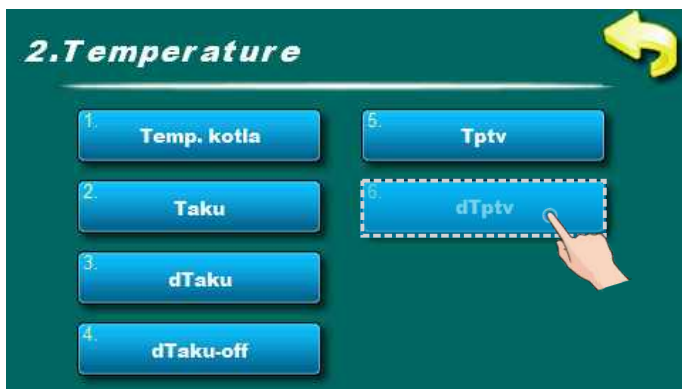 2.Temperature
1. Temp. kotla
2. Taku
3. dTaku
4. dTaku-off
5. Tptv
6. dTptv